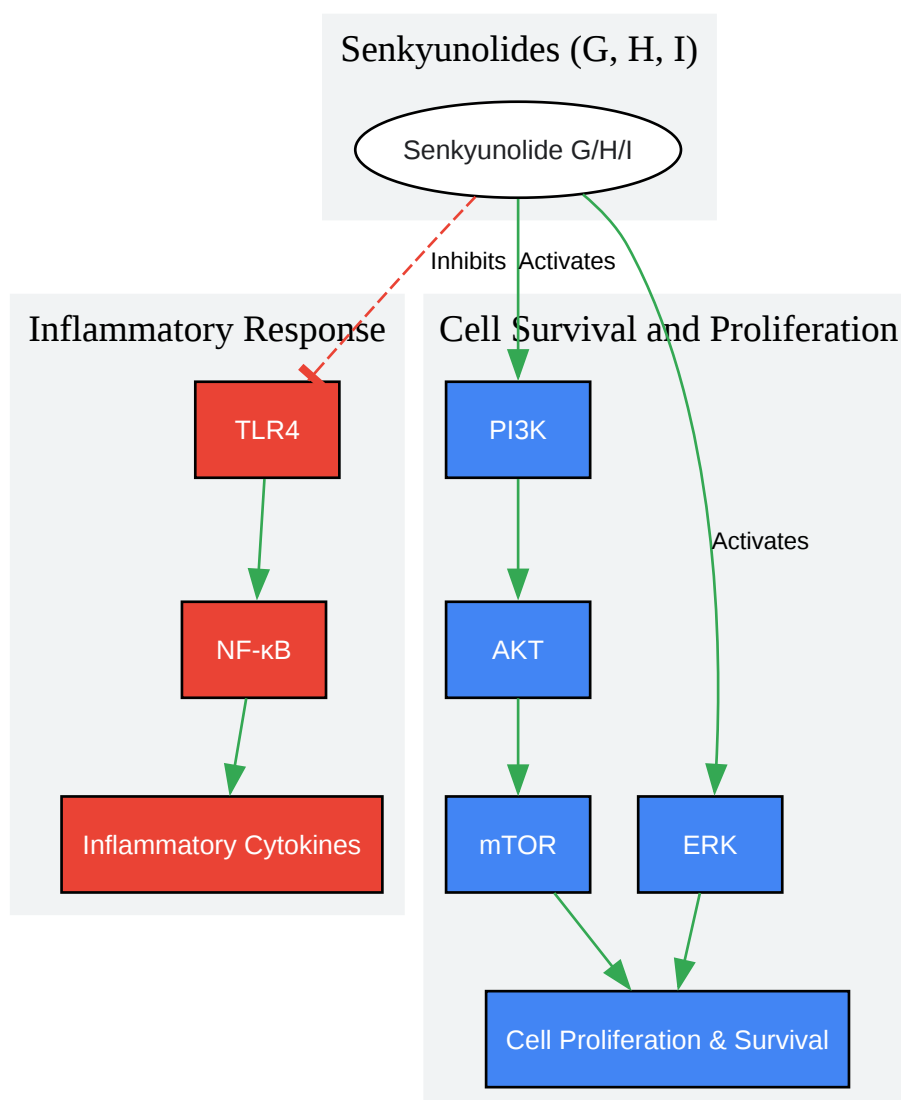 Senkyunolides (G, H, I)
Senkyunolide G/H/I
Inhibits
Activates
Inflammatory Response
Cell Survival and Proliferation
TLR4
PI3K
Activates
NF-κB
AKT
Inflammatory Cytokines
mTOR
ERK
Cell Proliferation & Survival